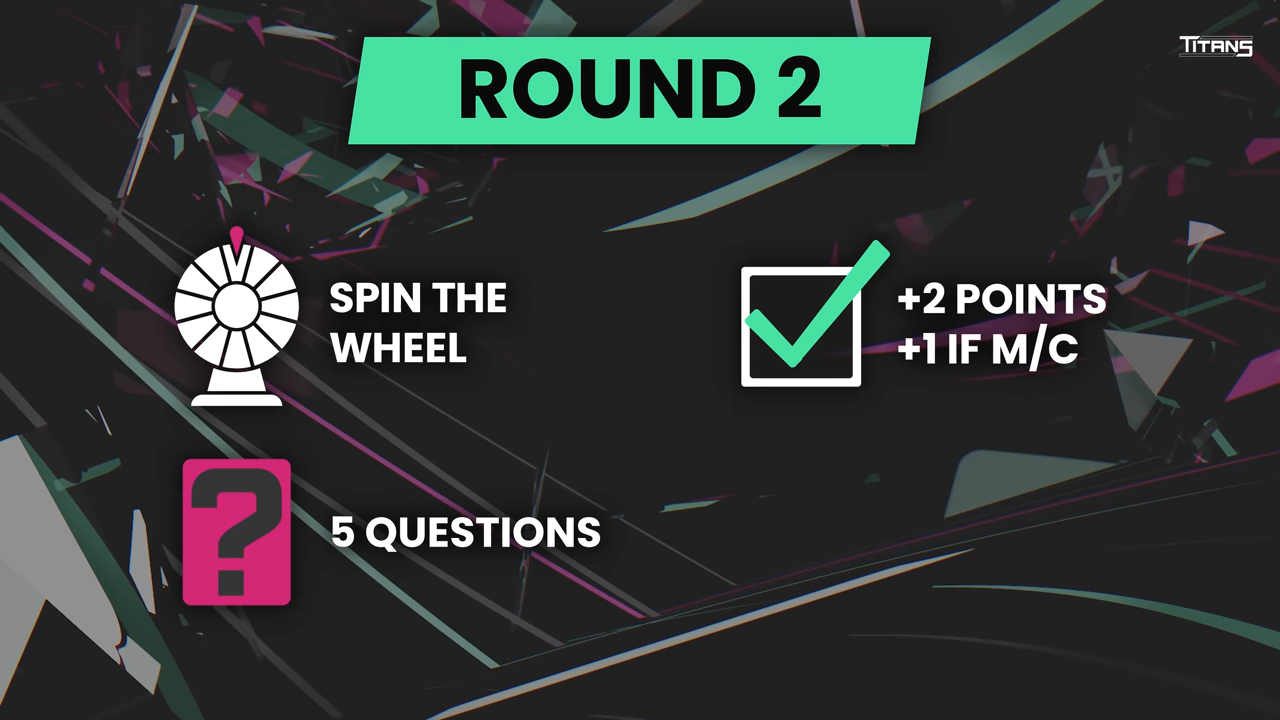 ROUND 2
TITANS
SPIN THE
WHEEL
+2 POINTS
+1 IF M/C
?
5 QUESTIONS